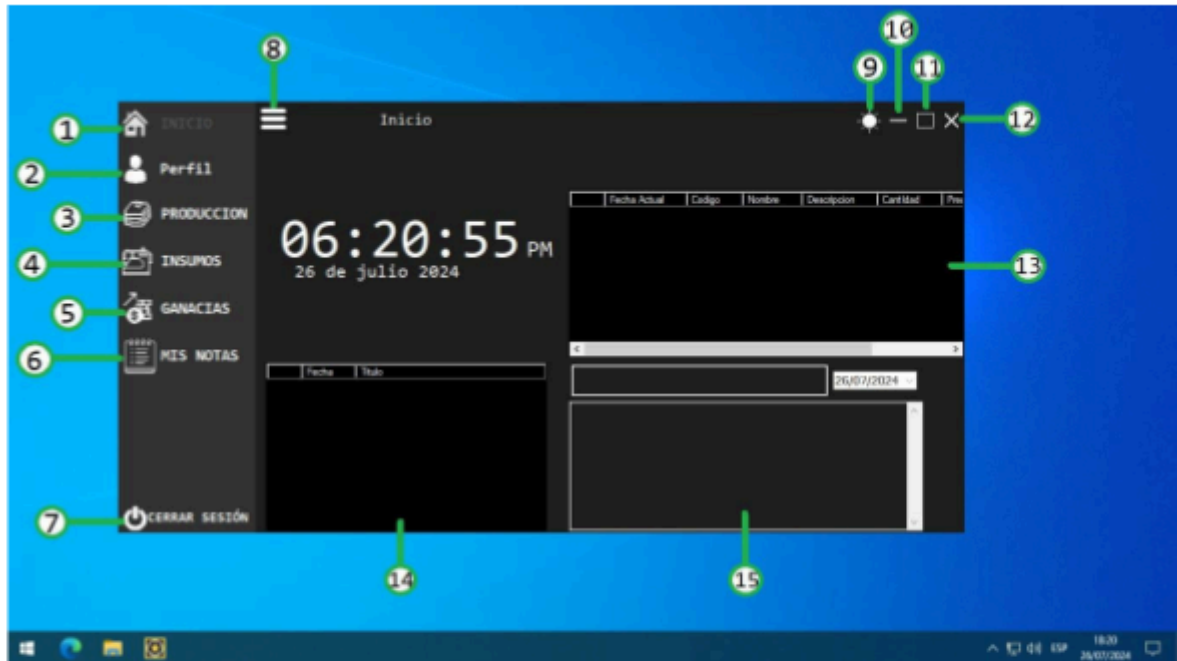 10
8
9
11
1
INICIO
Inicio
12
2
Perfil
3
PRODUCCION
Fecha Actual Codigo Nombre Descripcion Cantidad Prec
06:20:55 PM
26 de julio 2024
4
INSUMOS
13
5
GANACIAS
6
MIS NOTAS
Fecha Titulo
26/07/2024
7
CERRAR SESIÓN
14
15
ESP
18:20
26/07/2024